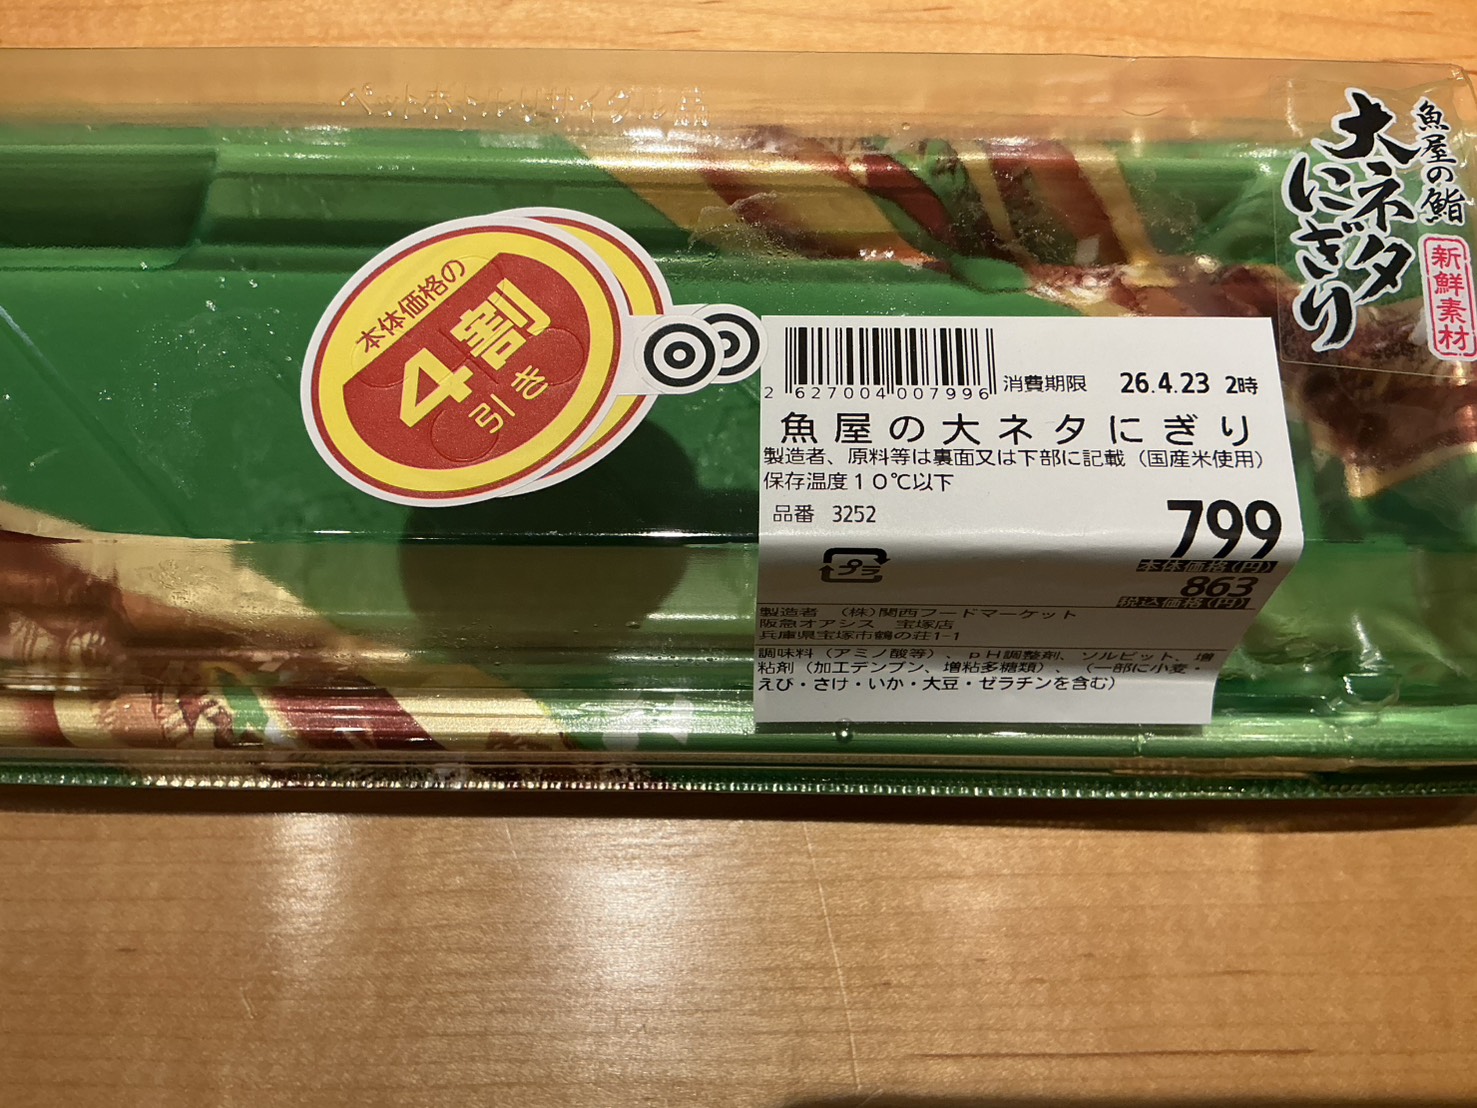 ペットボトルリサイクル品
魚屋の鮨
大ネタ
にぎり
新鮮素材
本体価格の
4割
引き
2 627004 007996
消費期限 26.4.23 2時
魚屋の大ネタにぎり
製造者、原料等は裏面又は下部に記載（国産米使用）
保存温度10℃以下
品番 3252
799
本体価格(円)
863
税込価格(円)
プラ
製造者 （株）関西フードマーケット
阪急オアシス 宝塚店
兵庫県宝塚市鶴の荘1-1
調味料（アミノ酸等）、pH調整剤、ソルビット、増
粘剤（加工デンプン、増粘多糖類）、（一部に小麦・
えび・さけ・いか・大豆・ゼラチンを含む）